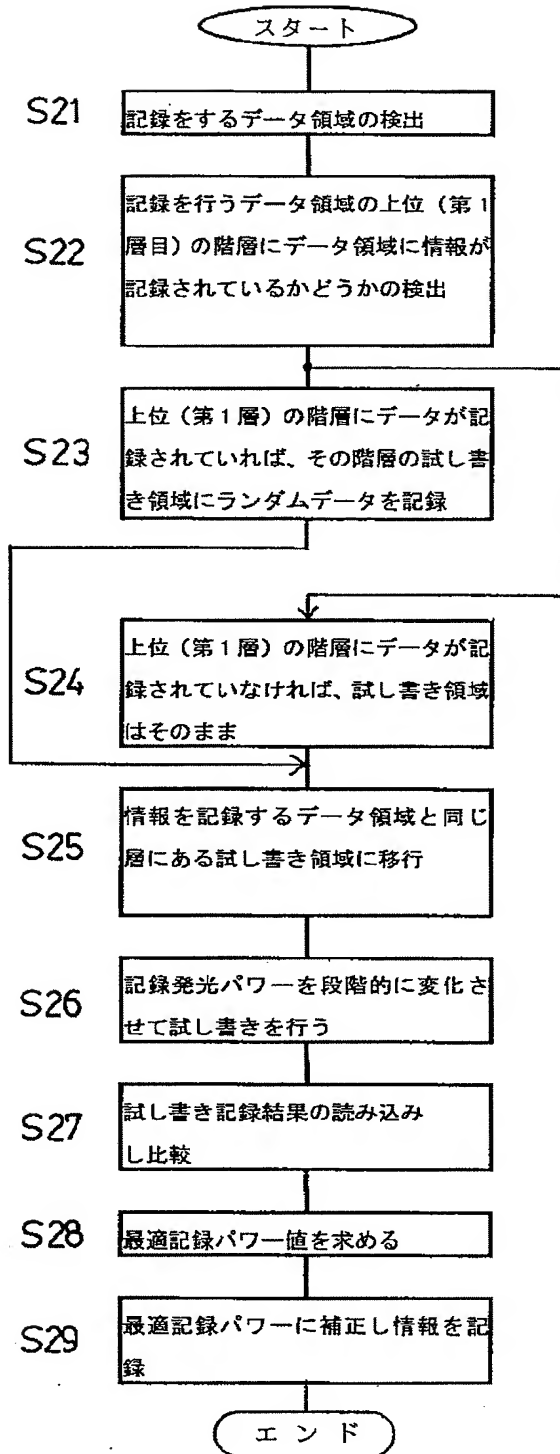 スタート
S21
記録をするデータ領域の検出
S22
記録を行うデータ領域の上位（第1
層目）の階層にデータ領域に情報が
記録されているかどうかの検出
S23
上位（第1層）の階層にデータが記
録されていれば、その階層の試し書
き領域にランダムデータを記録
S24
上位（第1層）の階層にデータが記
録されていなければ、試し書き領域
はそのまま
S25
情報を記録するデータ領域と同じ
層にある試し書き領域に移行
S26
記録発光パワーを段階的に変化さ
せて試し書きを行う
S27
試し書き記録結果の読み込み
し比較
S28
最適記録パワー値を求める
S29
最適記録パワーに補正し情報を記
録
エンド